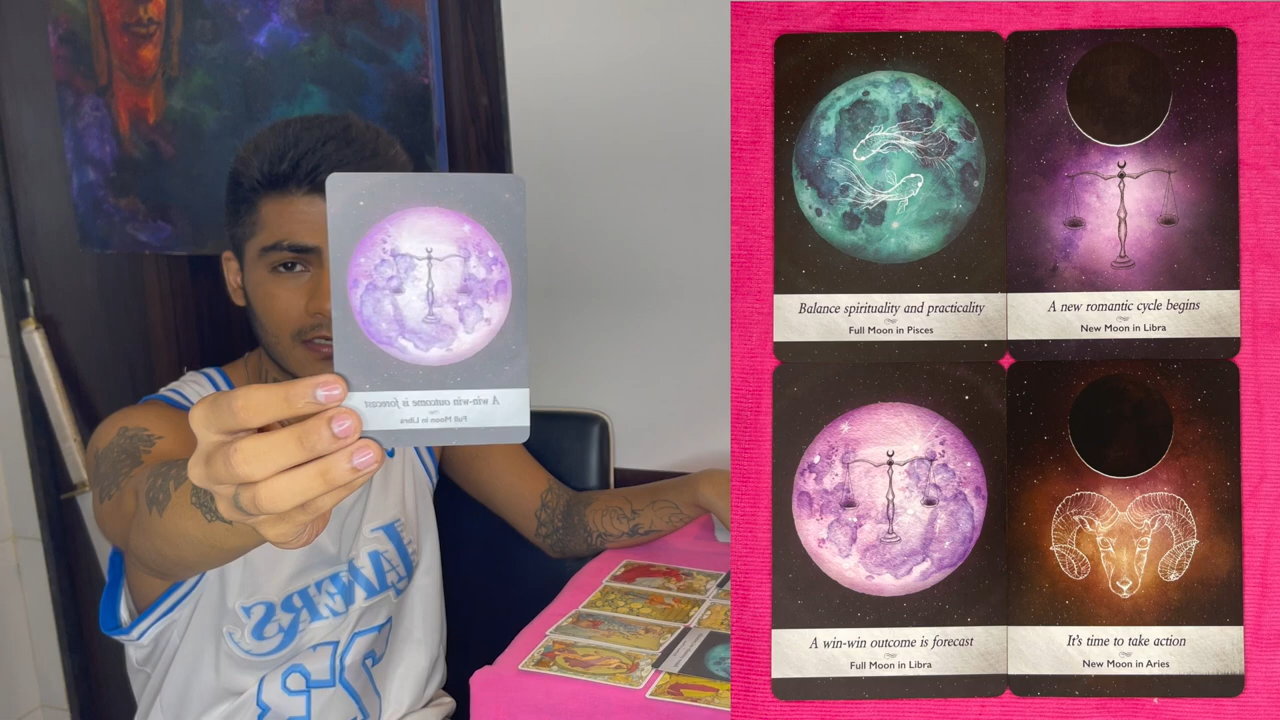 A win-win outcome is forecast
Full Moon in Libra
LAKERS
23
Balance spirituality and practicality
Full Moon in Pisces
A new romantic cycle begins
New Moon in Libra
A win-win outcome is forecast
Full Moon in Libra
It's time to take action
New Moon in Aries